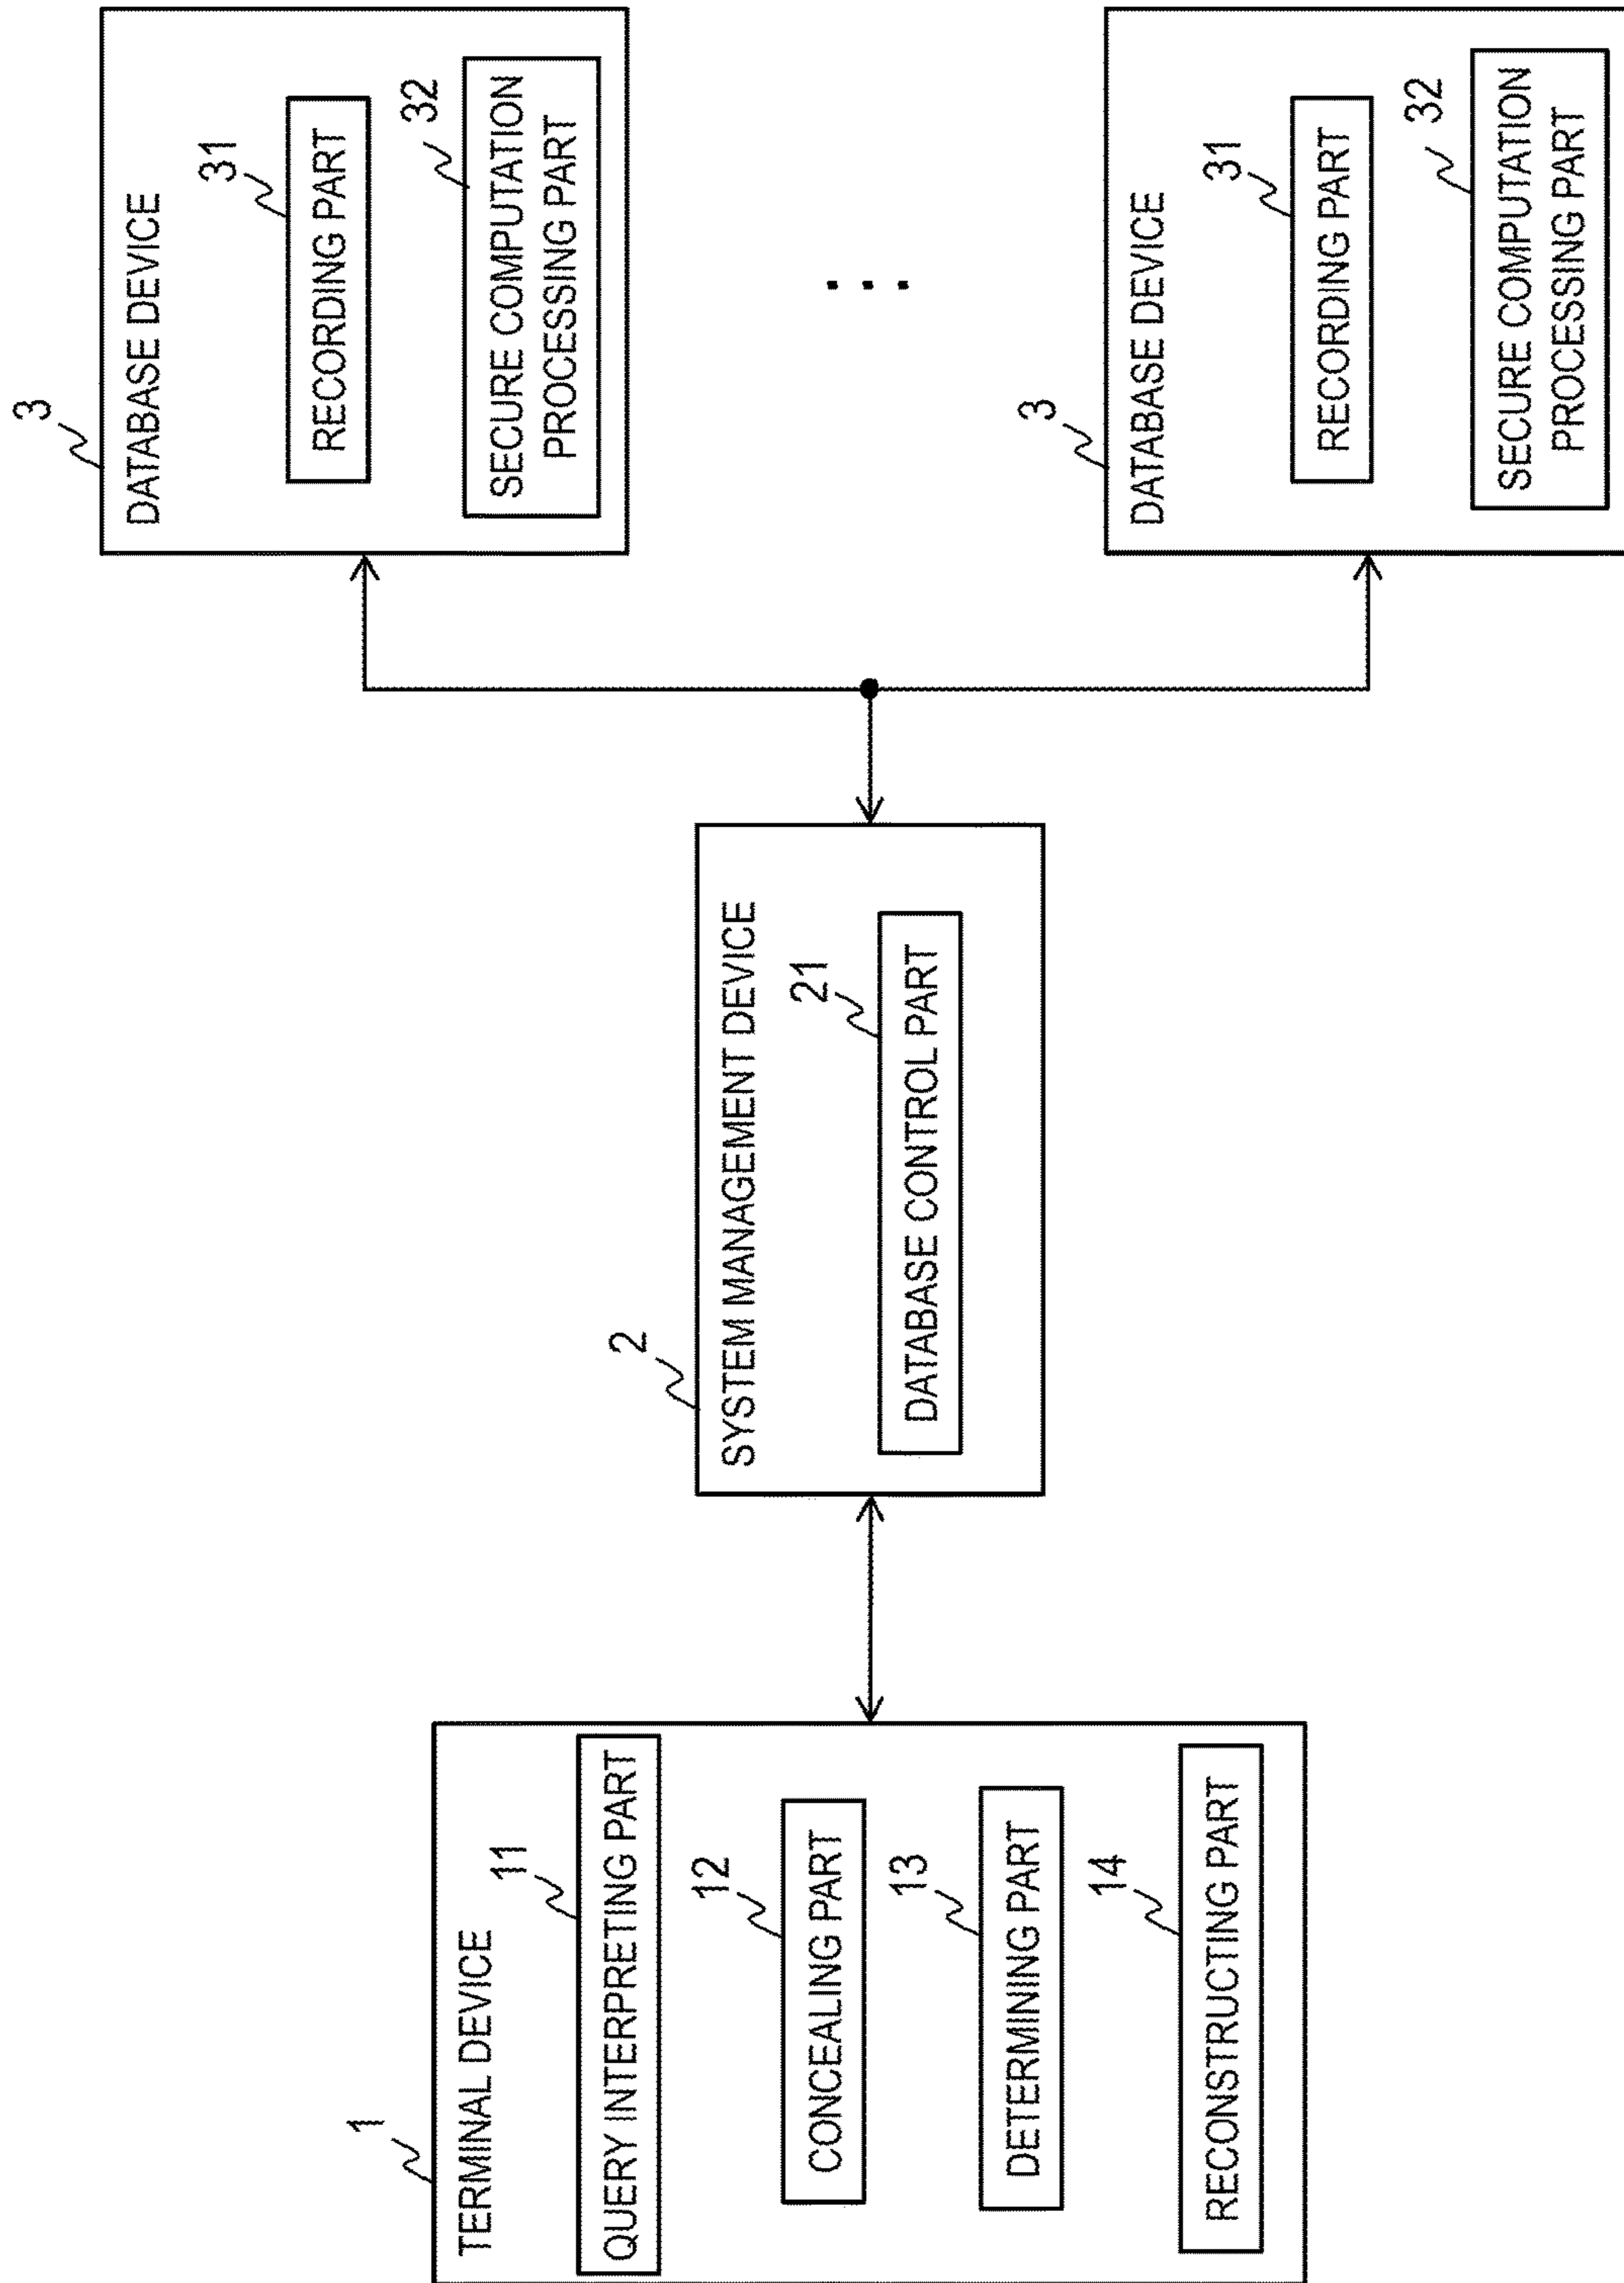 1
TERMINAL DEVICE
11
QUERY INTERPRETING PART
12
CONCEALING PART
13
DETERMINING PART
14
RECONSTRUCTING PART
2
SYSTEM MANAGEMENT DEVICE
21
DATABASE CONTROL PART
3
DATABASE DEVICE
31
RECORDING PART
32
SECURE COMPUTATION
PROCESSING PART
. . .
3
DATABASE DEVICE
31
RECORDING PART
32
SECURE COMPUTATION
PROCESSING PART